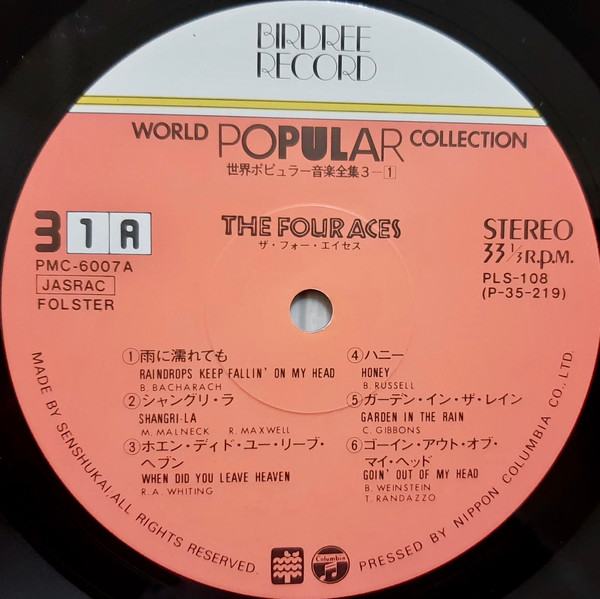 BIRDREE
RECORD
WORLD POPULAR COLLECTION
世界ポピュラー音楽全集3－1
3 1 A
PMC-6007A
JASRAC
FOLSTER
THE FOUR ACES
ザ・フォー・エイセス
STEREO
33 1/3 R.p.m.
PLS-108
(P-35-219)
①雨に濡れても
RAINDROPS KEEP FALLIN' ON MY HEAD
B. BACHARACH
②シャングリ・ラ
SHANGRI-LA
M. MALNECK R. MAXWELL
③ホエン・ディド・ユー・リーブ・
ヘブン
WHEN DID YOU LEAVE HEAVEN
R.A. WHITING
④ハニー
HONEY
B. RUSSELL
⑤ガーデン・イン・ザ・レイン
GARDEN IN THE RAIN
C. GIBBONS
⑥ゴーイン・アウト・オブ・
マイ・ヘッド
GOIN' OUT OF MY HEAD
B. WEINSTEIN
T. RANDAZZO
MADE BY SENSHUKAI, ALL RIGHTS RESERVED.
Columbia
PRESSED BY NIPPON COLUMBIA CO., LTD.